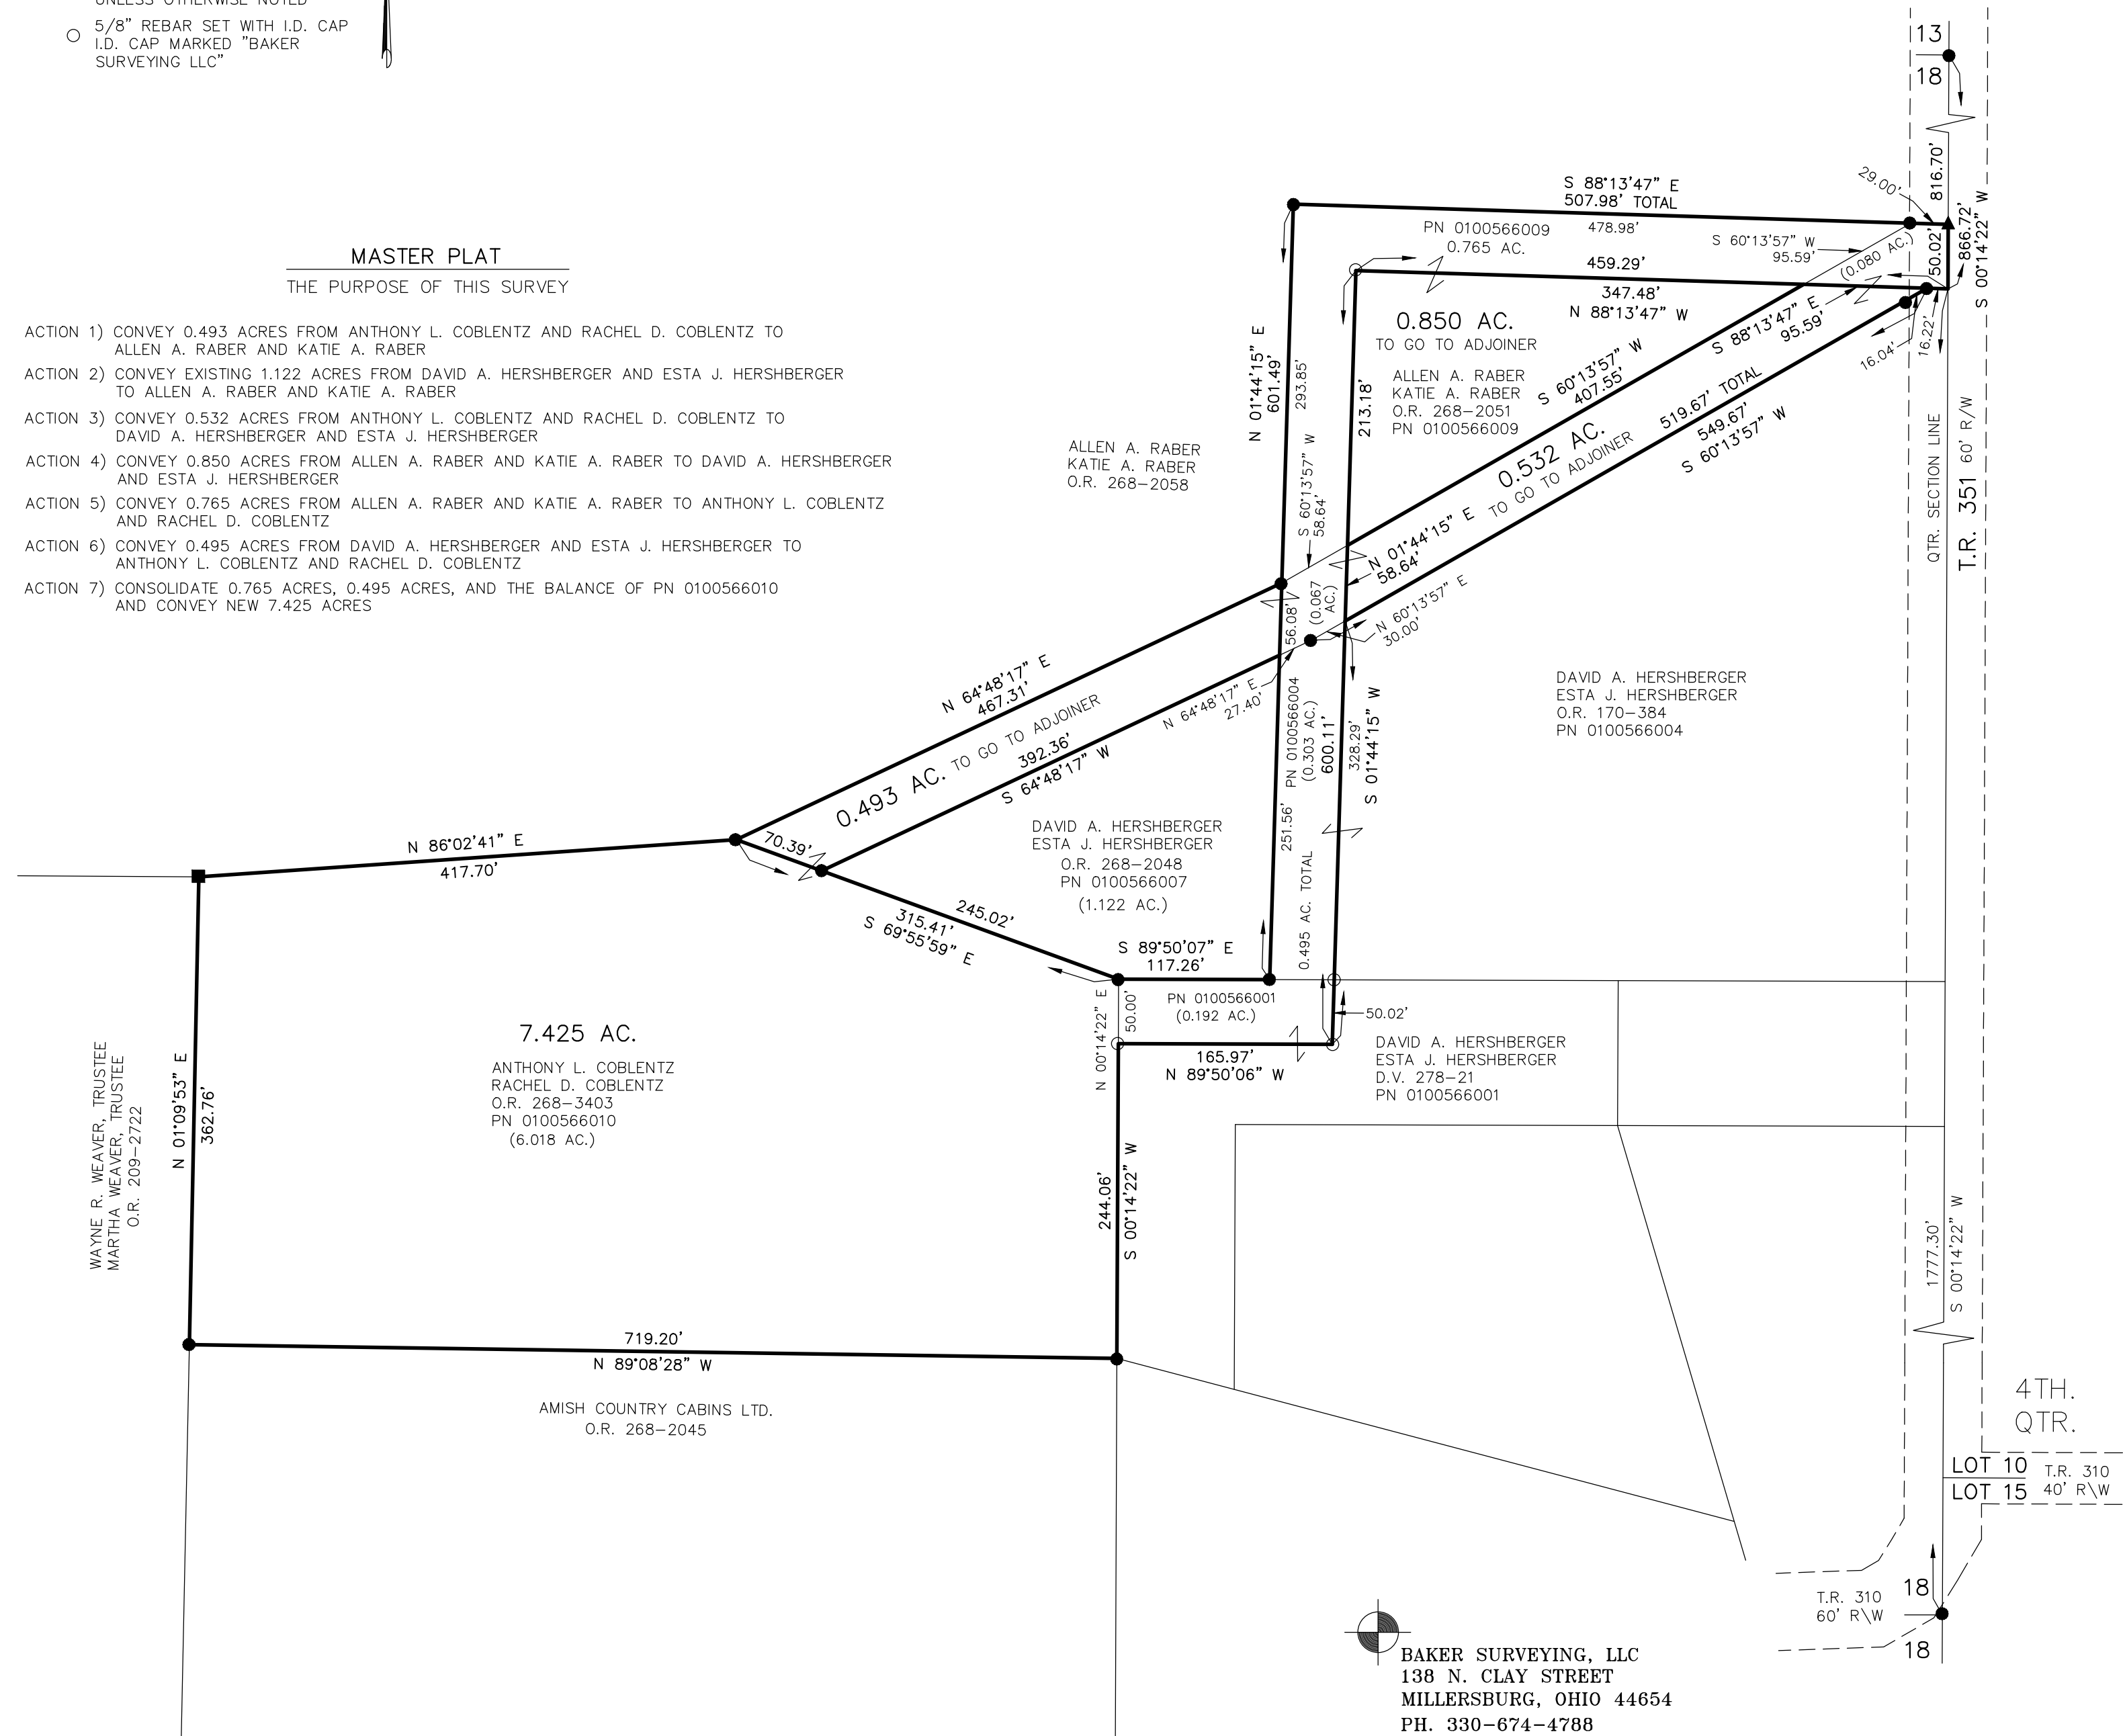 UNLESS OTHERWISE NOTED
5/8" REBAR SET WITH I.D. CAP
I.D. CAP MARKED "BAKER
SURVEYING LLC"
MASTER PLAT
THE PURPOSE OF THIS SURVEY
ACTION 1) CONVEY 0.493 ACRES FROM ANTHONY L. COBLENTZ AND RACHEL D. COBLENTZ TO
ALLEN A. RABER AND KATIE A. RABER
ACTION 2) CONVEY EXISTING 1.122 ACRES FROM DAVID A. HERSHBERGER AND ESTA J. HERSHBERGER
TO ALLEN A. RABER AND KATIE A. RABER
ACTION 3) CONVEY 0.532 ACRES FROM ANTHONY L. COBLENTZ AND RACHEL D. COBLENTZ TO
DAVID A. HERSHBERGER AND ESTA J. HERSHBERGER
ACTION 4) CONVEY 0.850 ACRES FROM ALLEN A. RABER AND KATIE A. RABER TO DAVID A. HERSHBERGER
AND ESTA J. HERSHBERGER
ACTION 5) CONVEY 0.765 ACRES FROM ALLEN A. RABER AND KATIE A. RABER TO ANTHONY L. COBLENTZ
AND RACHEL D. COBLENTZ
ACTION 6) CONVEY 0.495 ACRES FROM DAVID A. HERSHBERGER AND ESTA J. HERSHBERGER TO
ANTHONY L. COBLENTZ AND RACHEL D. COBLENTZ
ACTION 7) CONSOLIDATE 0.765 ACRES, 0.495 ACRES, AND THE BALANCE OF PN 0100566010
AND CONVEY NEW 7.425 ACRES
13
18
816.70'
866.72'
S 00°14'22" W
50.02'
29.00'
S 88°13'47" E
507.98' TOTAL
PN 0100566009
0.765 AC.
478.98'
S 60°13'57" W
95.59'
(0.080 AC.)
459.29'
347.48'
N 88°13'47" W
0.850 AC.
TO GO TO ADJOINER
ALLEN A. RABER
KATIE A. RABER
O.R. 268-2051
PN 0100566009
S 88°13'47" E
95.59'
16.04'
16.22'
S 60°13'57" W
407.55'
519.67' TOTAL
549.67'
S 60°13'57" W
0.532 AC.
TO GO TO ADJOINER
N 01°44'15" E
601.49'
293.85'
213.18'
S 60°13'57" W
58.64'
N 01°44'15" E
58.64'
(0.067
AC.)
N 60°13'57" E
30.00'
56.08'
ALLEN A. RABER
KATIE A. RABER
O.R. 268-2058
QTR. SECTION LINE
T.R. 351 60' R/W
N 64°48'17" E
467.31'
0.493 AC. TO GO TO ADJOINER
392.36'
S 64°48'17" W
N 64°48'17" E
27.40'
PN 0100566004
(0.303 AC.)
600.11'
328.29'
S 01°44'15" W
251.56'
0.495 AC. TOTAL
DAVID A. HERSHBERGER
ESTA J. HERSHBERGER
O.R. 170-384
PN 0100566004
DAVID A. HERSHBERGER
ESTA J. HERSHBERGER
O.R. 268-2048
PN 0100566007
(1.122 AC.)
N 86°02'41" E
417.70'
70.39'
245.02'
315.41'
S 69°55'59" E
S 89°50'07" E
117.26'
PN 0100566001
(0.192 AC.)
N 00°14'22" E
50.00'
50.02'
165.97'
N 89°50'06" W
DAVID A. HERSHBERGER
ESTA J. HERSHBERGER
D.V. 278-21
PN 0100566001
7.425 AC.
ANTHONY L. COBLENTZ
RACHEL D. COBLENTZ
O.R. 268-3403
PN 0100566010
(6.018 AC.)
WAYNE R. WEAVER, TRUSTEE
MARTHA WEAVER, TRUSTEE
O.R. 209-2722
N 01°09'53" E
362.76'
244.06'
S 00°14'22" W
719.20'
N 89°08'28" W
AMISH COUNTRY CABINS LTD.
O.R. 268-2045
1777.30'
S 00°14'22" W
4TH.
QTR.
LOT 10
LOT 15
T.R. 310
40' R\W
T.R. 310
60' R\W
18
18
BAKER SURVEYING, LLC
138 N. CLAY STREET
MILLERSBURG, OHIO 44654
PH. 330-674-4788